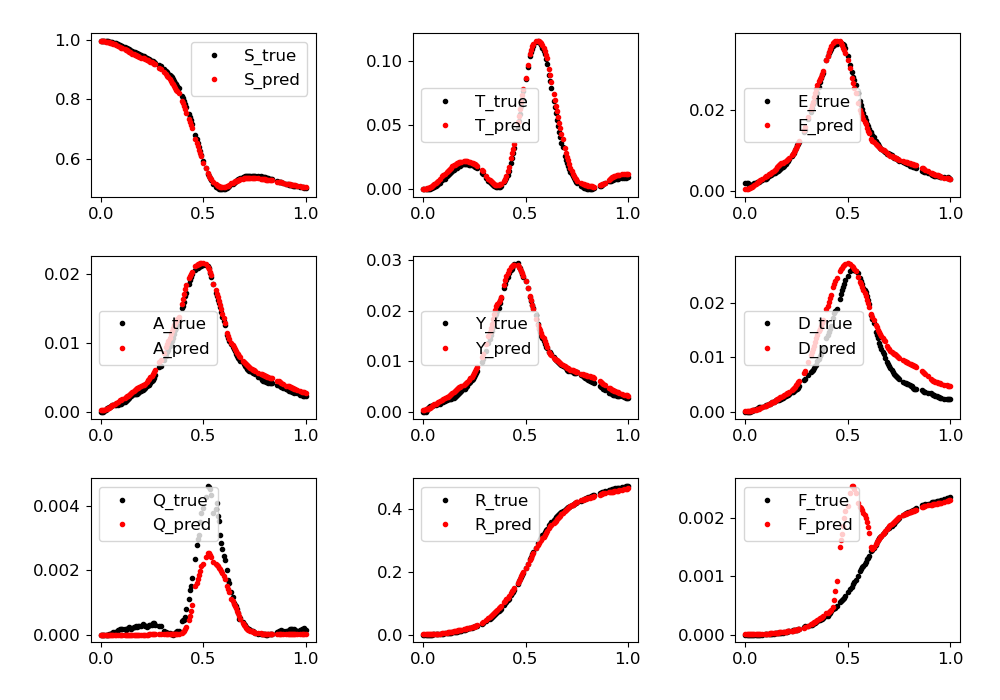 1.0
0.8
0.6
0.0 0.5 1.0
S_true
S_pred
0.10
0.05
0.00
0.0 0.5 1.0
T_true
T_pred
0.02
0.00
0.0 0.5 1.0
E_true
E_pred
0.02
0.01
0.00
0.0 0.5 1.0
A_true
A_pred
0.03
0.02
0.01
0.00
0.0 0.5 1.0
Y_true
Y_pred
0.02
0.01
0.00
0.0 0.5 1.0
D_true
D_pred
0.004
0.002
0.000
0.0 0.5 1.0
Q_true
Q_pred
0.4
0.2
0.0
0.0 0.5 1.0
R_true
R_pred
0.002
0.001
0.000
0.0 0.5 1.0
F_true
F_pred